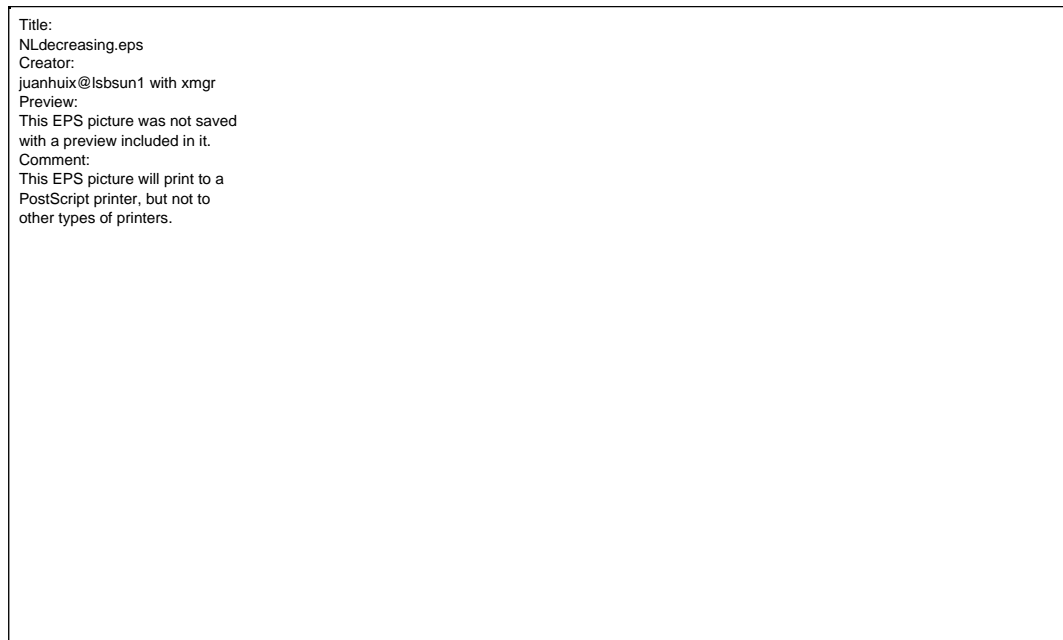 Title:
NLdecreasing.eps
Creator:
juanhuix@lsbsun1 with xmgr
Preview:
This EPS picture was not saved
with a preview included in it.
Comment:
This EPS picture will print to a
PostScript printer, but not to
other types of printers.